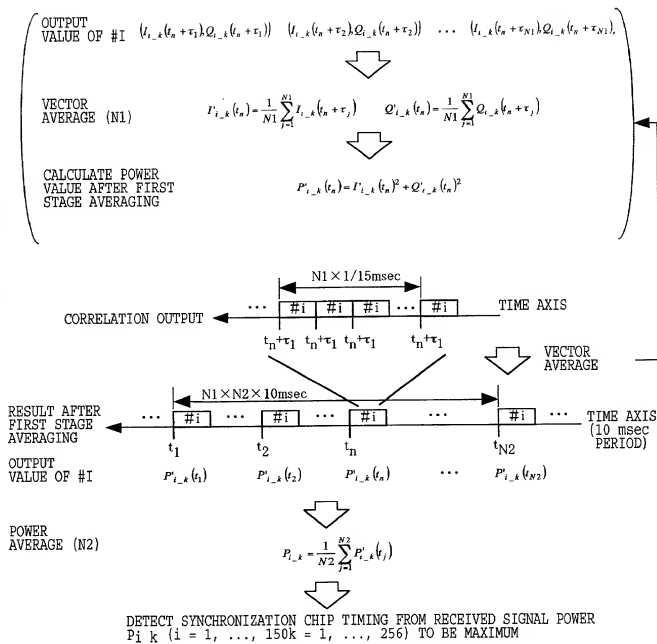 OUTPUT
VALUE OF #I (I_{i_k}(t_n+τ_1),Q_{i_k}(t_n+τ_1)) (I_{i_k}(t_n+τ_2),Q_{i_k}(t_n+τ_2)) ... (I_{i_k}(t_n+τ_{N1}),Q_{i_k}(t_n+τ_{N1}),
VECTOR
AVERAGE (N1) I'_{i_k}(t_n)=\frac{1}{N1}\sum_{j=1}^{N1}I_{i_k}(t_n+τ_j) Q'_{i_k}(t_n)=\frac{1}{N1}\sum_{j=1}^{N1}Q_{i_k}(t_n+τ_j)
CALCULATE POWER
VALUE AFTER FIRST
STAGE AVERAGING
P'_{i_k}(t_n)=I'_{i_k}(t_n)^2+Q'_{i_k}(t_n)^2
N1×1/15msec
... #i #i #i ... #i
TIME AXIS
CORRELATION OUTPUT
t_n+τ_1 t_n+τ_1 t_n+τ_1 t_n+τ_1
VECTOR
AVERAGE
N1×N2×10msec
RESULT AFTER
FIRST STAGE
AVERAGING
... #i ... #i ... #i ... #i ...
TIME AXIS
(10 msec
PERIOD)
t_1 t_2 t_n t_{N2}
OUTPUT
VALUE OF #I P'_{i_k}(t_1) P'_{i_k}(t_2) P'_{i_k}(t_n) ... P'_{i_k}(t_{N2})
POWER
AVERAGE (N2)
P_{i_k}=\frac{1}{N2}\sum_{j=1}^{N2}P'_{i_k}(t_j)
DETECT SYNCHRONIZATION CHIP TIMING FROM RECEIVED SIGNAL POWER
Pi k (i = 1, ..., 150k = 1, ..., 256) TO BE MAXIMUM